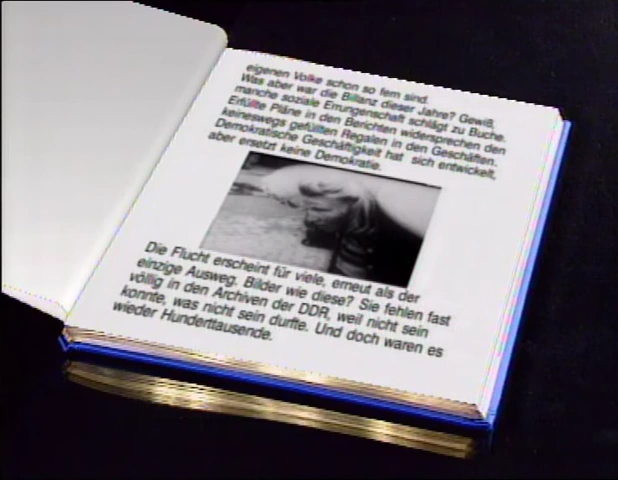 eigenen Volke schon so fern sind.
Was aber war die Billanz dieser Jahre? Gewiß,
manche soziale Errungenschaft schlägt zu Buche.
Erfüllte Pläne in den Berichten widersprechen den
keineswegs gefüllten Regalen in den Geschäften.
Demokratische Geschäftigkeit hat sich entwickelt,
aber ersetzt keine Demokratie.
Die Flucht erscheint für viele, erneut als der
einzige Ausweg. Bilder wie diese? Sie fehlen fast
völlig in den Archiven der DDR, weil nicht sein
konnte, was nicht sein durfte. Und doch waren es
wieder Hunderttausende.